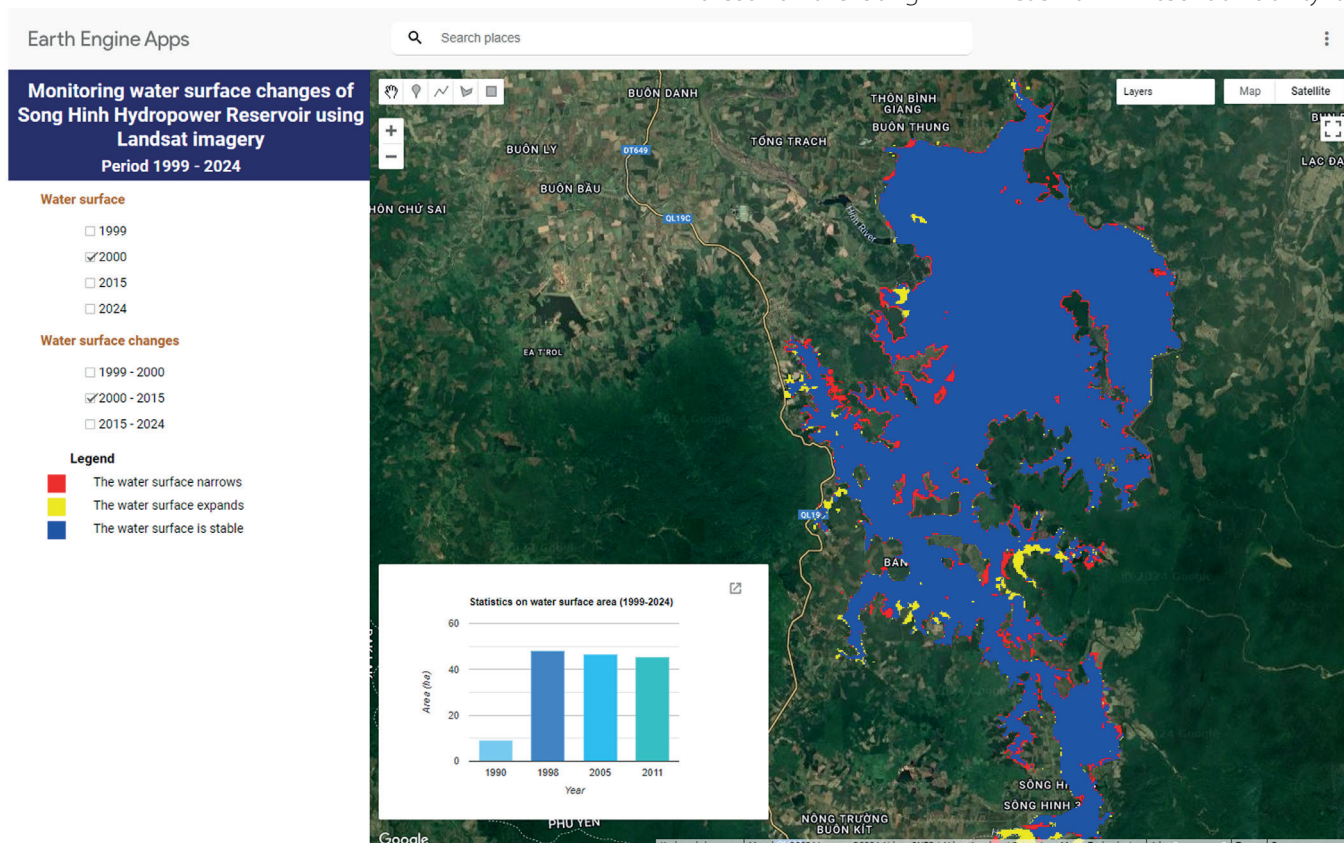 Earth Engine Apps
Search places
Monitoring water surface changes of
Song Hinh Hydropower Reservoir using
Landsat imagery
Period 1999 - 2024
Water surface
1999
2000
2015
2024
Water surface changes
1999 - 2000
2000 - 2015
2015 - 2024
Legend
The water surface narrows
The water surface expands
The water surface is stable
Layers
Map
Satellite
BUÔN DANH
THÔN BÌNH
GIANG
BUÔN THUNG
TỔNG TRẠCH
BUÔN LY
DT649
BUÔN BẦU
HÔN CHỨ SAI
QL19C
Hinh River
LẠC ĐẠ
EA T'ROL
QL19
BAN
Statistics on water surface area (1999-2024)
Area (ha)
60
40
20
0
1990
1998
2005
2011
Year
SÔNG HI
SÔNG HINH 3
NÔNG TRƯỜNG
BUÔN KÍT
PHÚ YÊN
Google